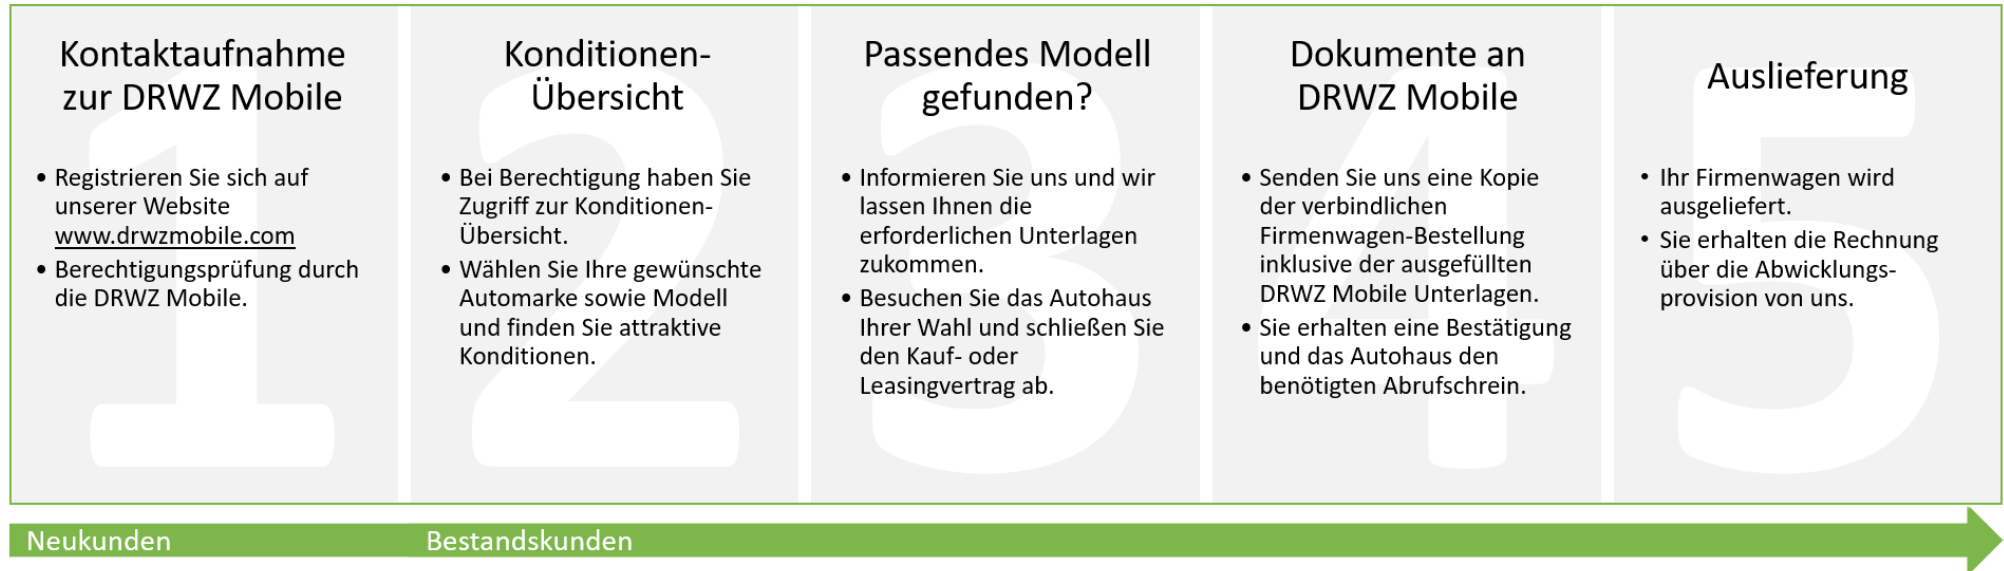 1
Kontaktaufnahme
zur DRWZ Mobile
• Registrieren Sie sich auf
unserer Website
www.drwzmobile.com
• Berechtigungsprüfung durch
die DRWZ Mobile.
2
Konditionen-
Übersicht
• Bei Berechtigung haben Sie
Zugriff zur Konditionen-
Übersicht.
• Wählen Sie Ihre gewünschte
Automarke sowie Modell
und finden Sie attraktive
Konditionen.
3
Passendes Modell
gefunden?
• Informieren Sie uns und wir
lassen Ihnen die
erforderlichen Unterlagen
zukommen.
• Besuchen Sie das Autohaus
Ihrer Wahl und schließen Sie
den Kauf- oder
Leasingvertrag ab.
4
Dokumente an
DRWZ Mobile
• Senden Sie uns eine Kopie
der verbindlichen
Firmenwagen-Bestellung
inklusive der ausgefüllten
DRWZ Mobile Unterlagen.
• Sie erhalten eine Bestätigung
und das Autohaus den
benötigten Abrufschrein.
5
Auslieferung
• Ihr Firmenwagen wird
ausgeliefert.
• Sie erhalten die Rechnung
über die Abwicklungs-
provision von uns.
Neukunden
Bestandskunden